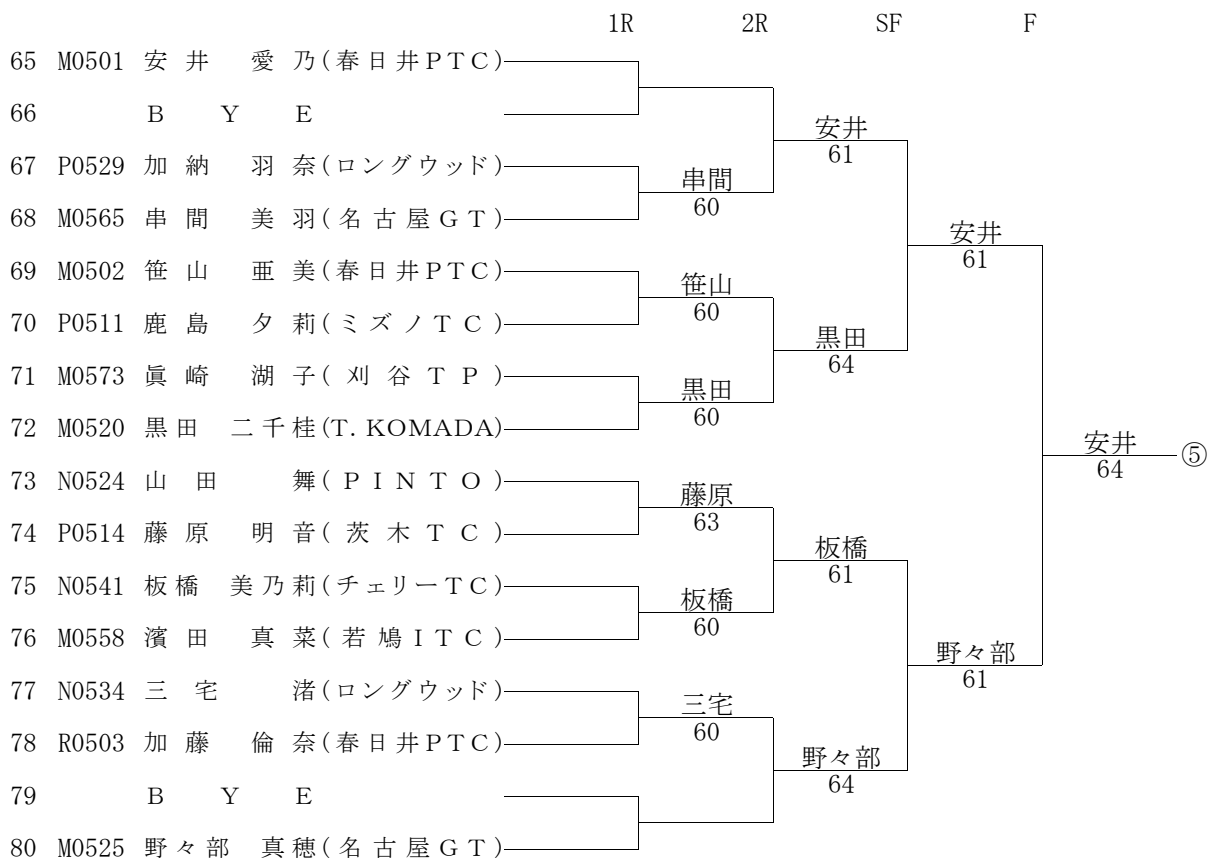 1R 2R SF F
65 M0501 安井 愛乃(春日井PTC)
66 BYE
安井
61
67 P0529 加納 羽奈(ロングウッド)
串間
60
68 M0565 串間 美羽(名古屋GT)
安井
61
69 M0502 笹山 亜美(春日井PTC)
笹山
60
70 P0511 鹿島 夕莉(ミズノTC)
黒田
64
71 M0573 眞崎 湖子(刈谷TP)
黒田
60
72 M0520 黒田 二千桂(T.KOMADA)
安井
64
⑤
73 N0524 山田 舞(PINTO)
藤原
63
74 P0514 藤原 明音(茨木TC)
板橋
61
75 N0541 板橋 美乃莉(チェリーTC)
板橋
60
76 M0558 濱田 真菜(若鳩ITC)
野々部
61
77 N0534 三宅 渚(ロングウッド)
三宅
60
78 R0503 加藤 倫奈(春日井PTC)
野々部
64
79 BYE
80 M0525 野々部 真穂(名古屋GT)